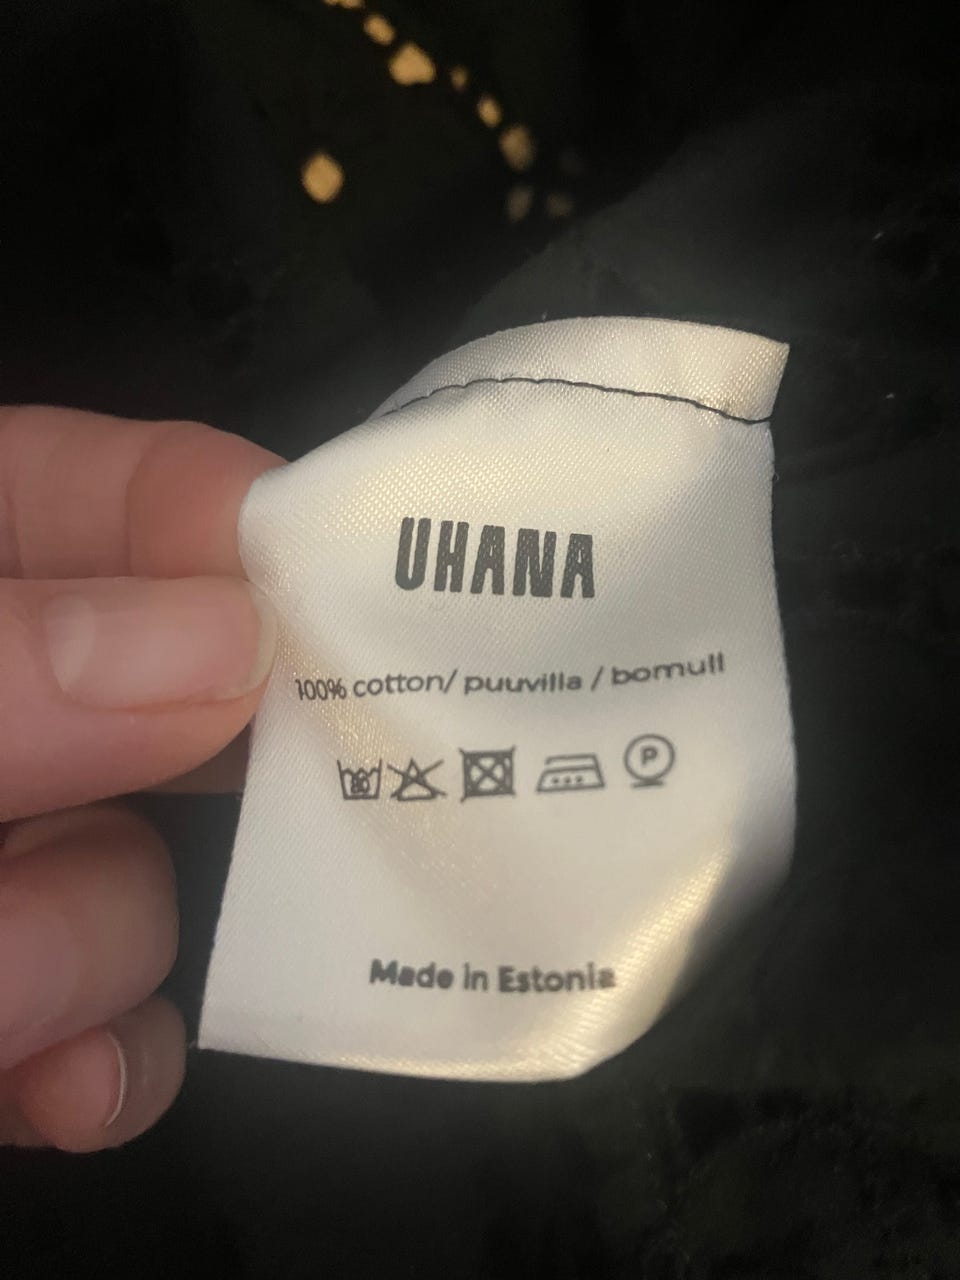 UHANA
100% cotton/ puuvilla / bomull
P
Made in Estonia